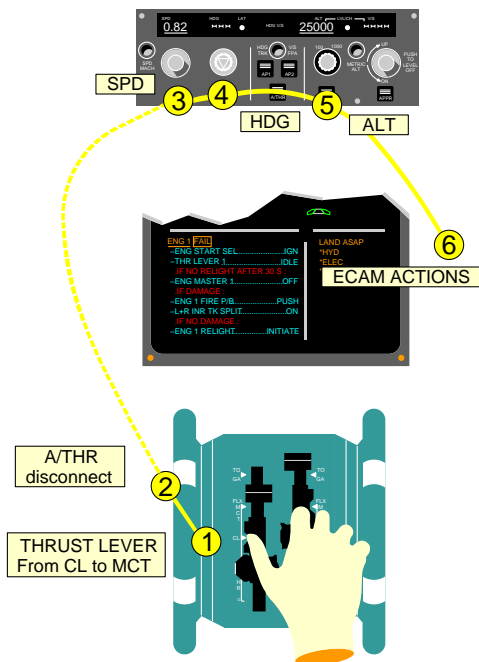 SPD HDG LAT HDG V/S ALT LVL/CH V/S
0.82 25000
SPD
MACH
HDG
TRK
VS
FPA
100 1000
METRIC
ALT
UP
ON
PUSH
TO
LEVEL
OFF
AP1 AP2
A/THR
APPR
SPD
3 4 5
HDG
ALT
6
ENG 1 FAIL
–ENG START SEL.......................IGN
–THR LEVER 1.......................IDLE
.IF NO RELIGHT AFTER 30 S :
–ENG MASTER 1.......................OFF
.IF DAMAGE :
–ENG 1 FIRE P/B.......................PUSH
–L+R INR TK SPLIT.......................ON
.IF NO DAMAGE :
–ENG 1 RELIGHT.......................INITIATE
LAND ASAP
*HYD
*ELEC
ECAM ACTIONS
A/THR
disconnect
2
1
THRUST LEVER
From CL to MCT
TO
GA
FLX
M
C
T
CL
TO
GA
FLX
M